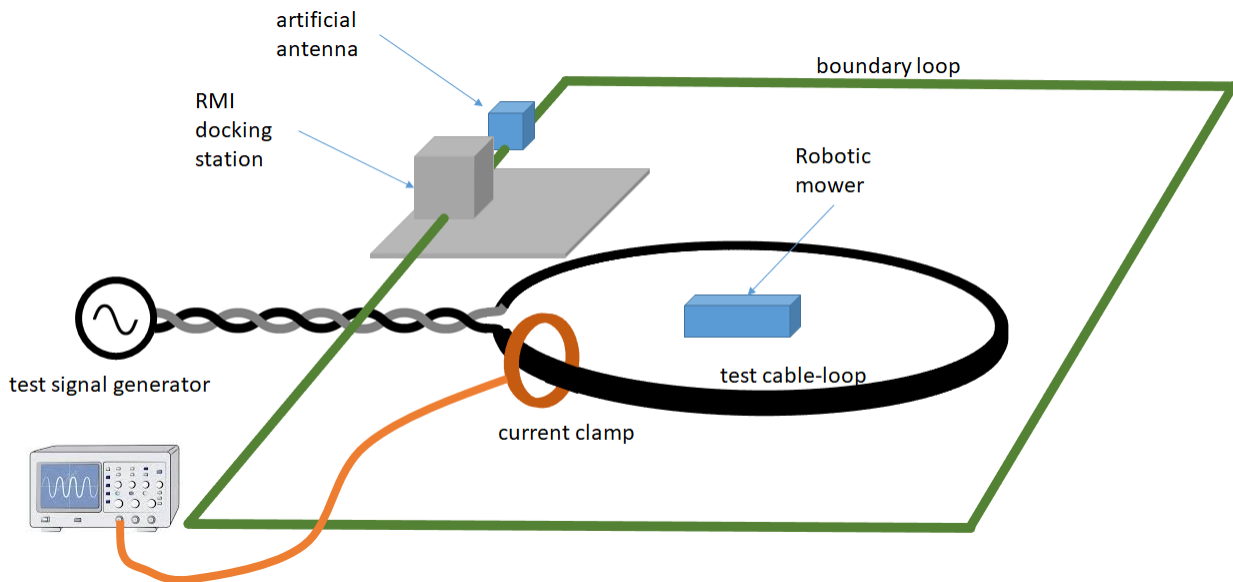 artificial
antenna
boundary loop
RMI
docking
station
Robotic
mower
test signal generator
test cable-loop
current clamp